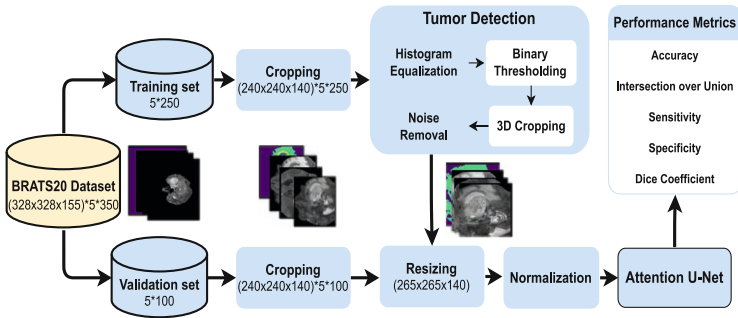 BRATS20 Dataset
(328x328x155)*5*350
Training set
5*250
Cropping
(240x240x140)*5*250
Tumor Detection
Histogram
Equalization
Binary
Thresholding
3D Cropping
Noise
Removal
Validation set
5*100
Cropping
(240x240x140)*5*100
Resizing
(265x265x140)
Normalization
Attention U-Net
Performance Metrics
Accuracy
Intersection over Union
Sensitivity
Specificity
Dice Coefficient